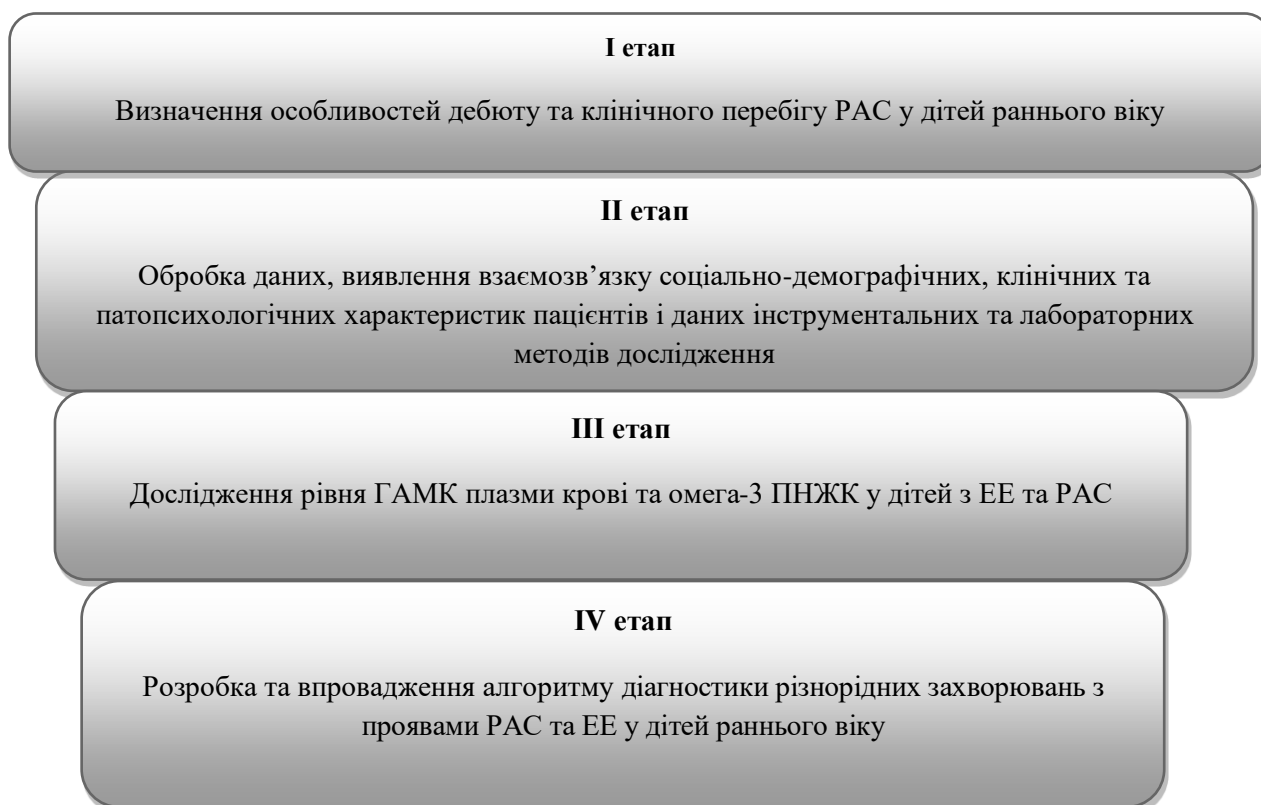 І етап
Визначення особливостей дебюту та клінічного перебігу РАС у дітей раннього віку
ІІ етап
Обробка даних, виявлення взаємозв’язку соціально-демографічних, клінічних та
патопсихологічних характеристик пацієнтів і даних інструментальних та лабораторних
методів дослідження
ІІІ етап
Дослідження рівня ГАМК плазми крові та омега-3 ПНЖК у дітей з ЕЕ та РАС
IV етап
Розробка та впровадження алгоритму діагностики різнорідних захворювань з
проявами РАС та ЕЕ у дітей раннього віку